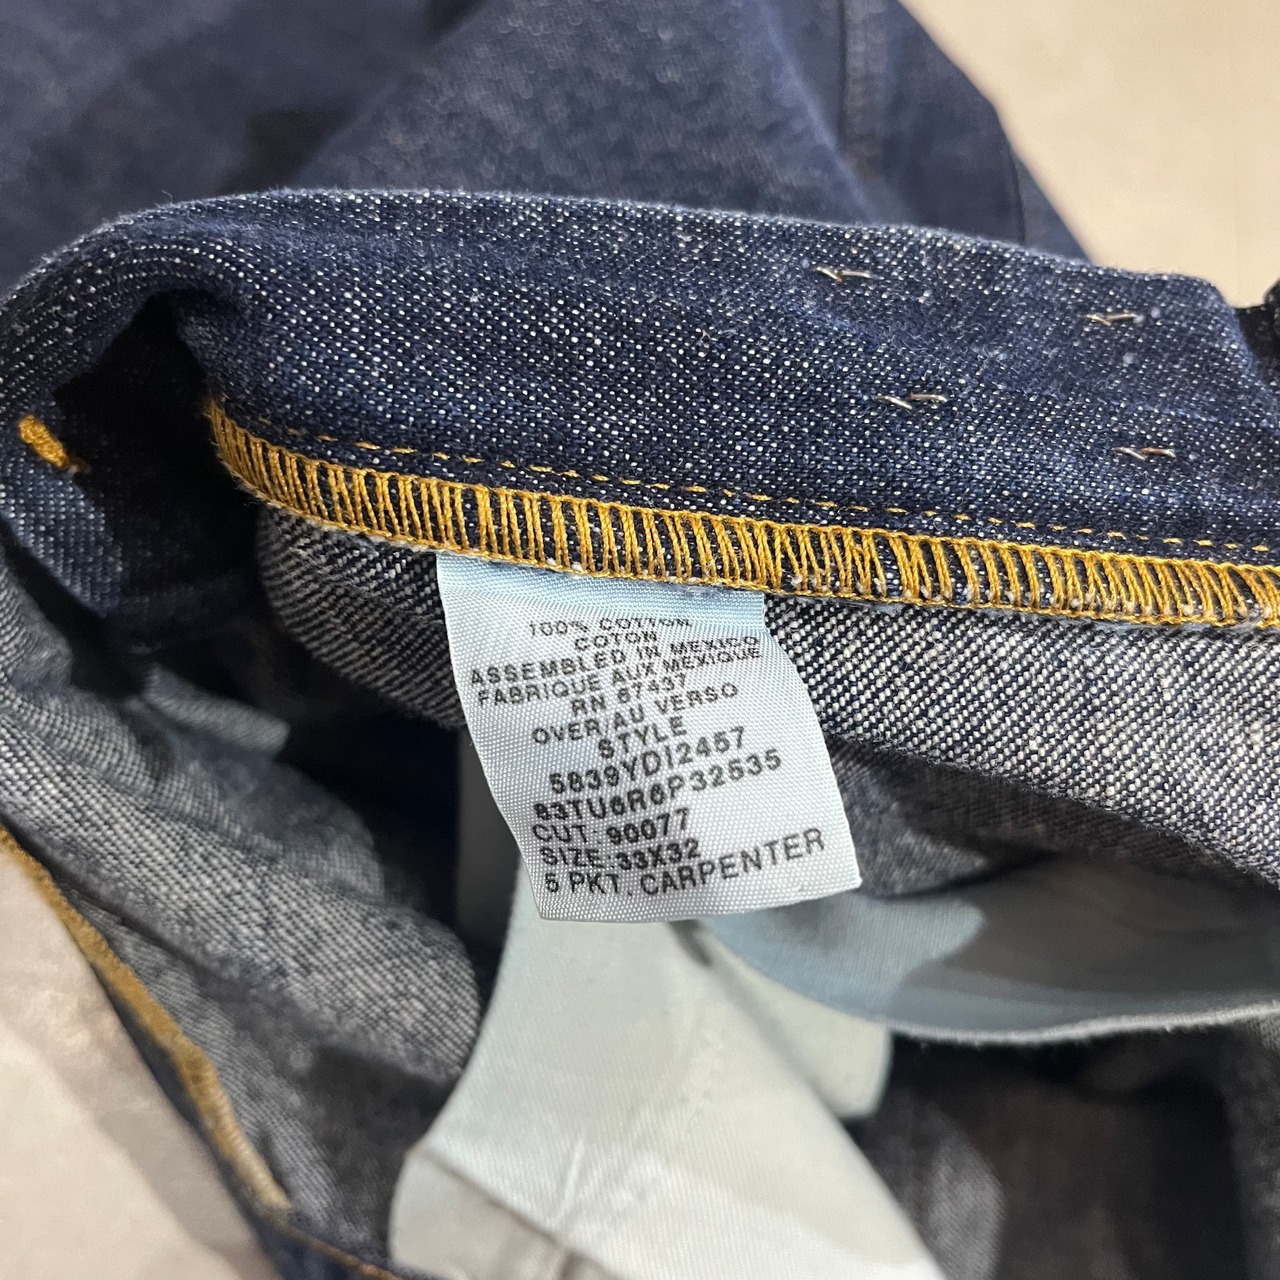 100% COTTON
COTON
ASSEMBLED IN MEXICO
FABRIQUE AUX MEXIQUE
RN 67437
OVER/AU VERSO
STYLE
5839YDI2457
83TU6R6P32535
CUT: 90077
SIZE:33X32
5 PKT. CARPENTER